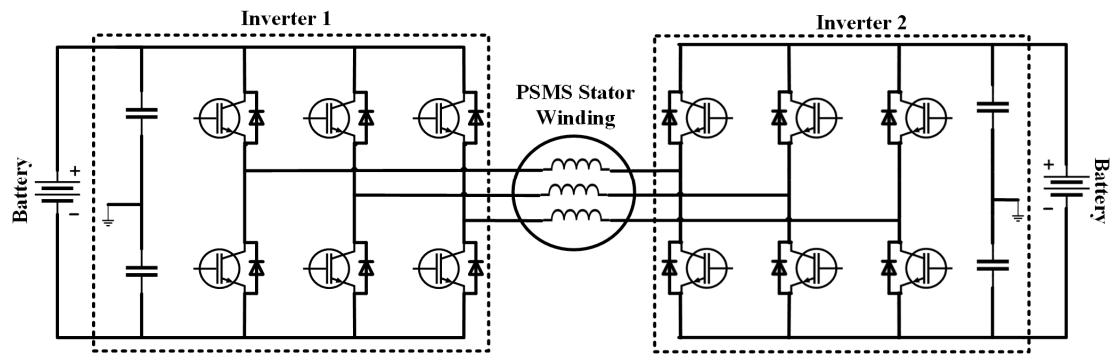 Inverter 1
Inverter 2
PSMS Stator
Winding
Battery
+
-
Battery
+
-